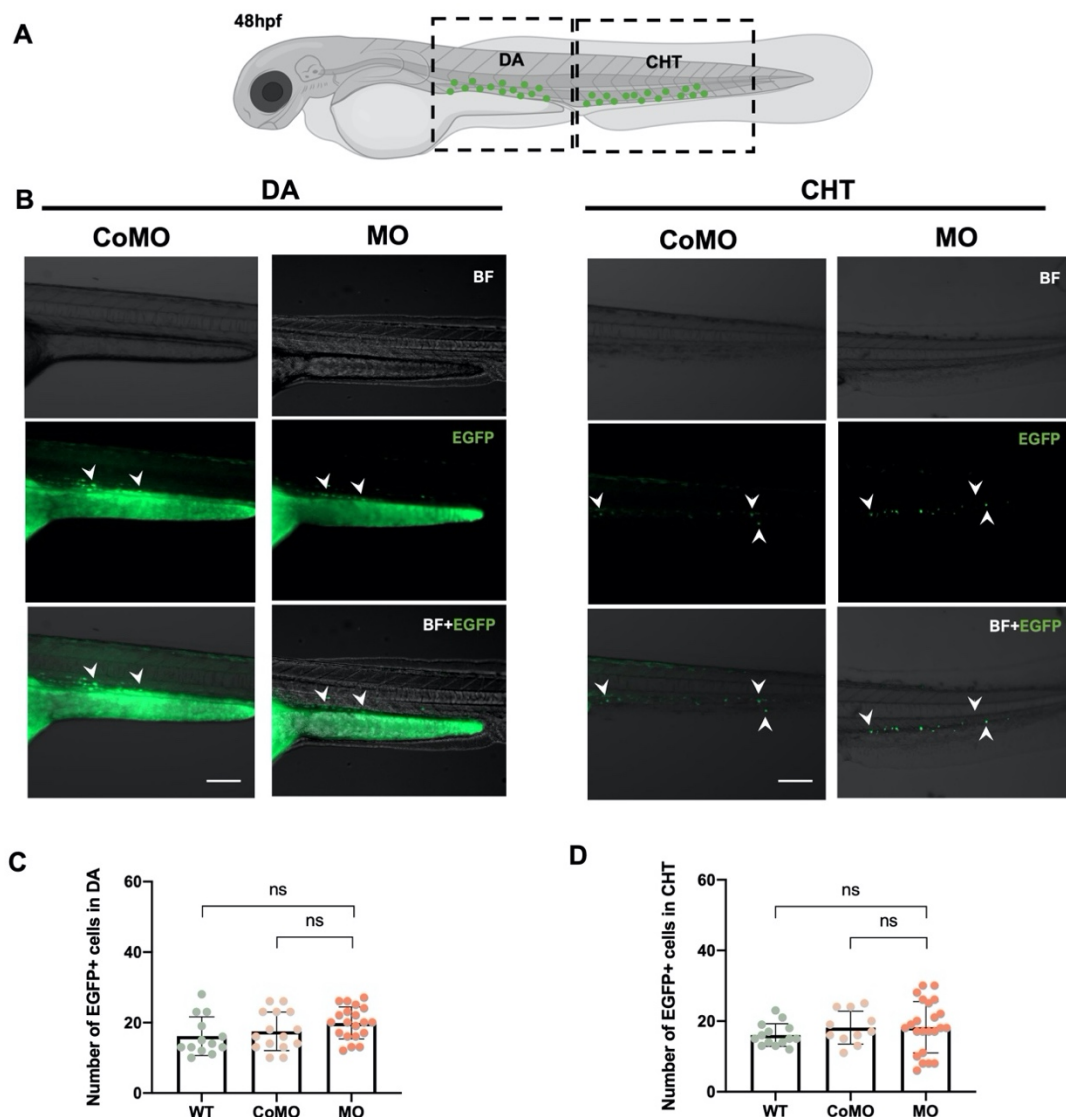 A
48hpf
DA
CHT
B
DA
CHT
CoMO
MO
CoMO
MO
BF
BF
EGFP
EGFP
BF+EGFP
BF+EGFP
C
Number of EGFP+ cells in DA
60
40
20
0
ns
ns
WT
CoMO
MO
D
Number of EGFP+ cells in CHT
60
40
20
0
ns
ns
WT
CoMO
MO